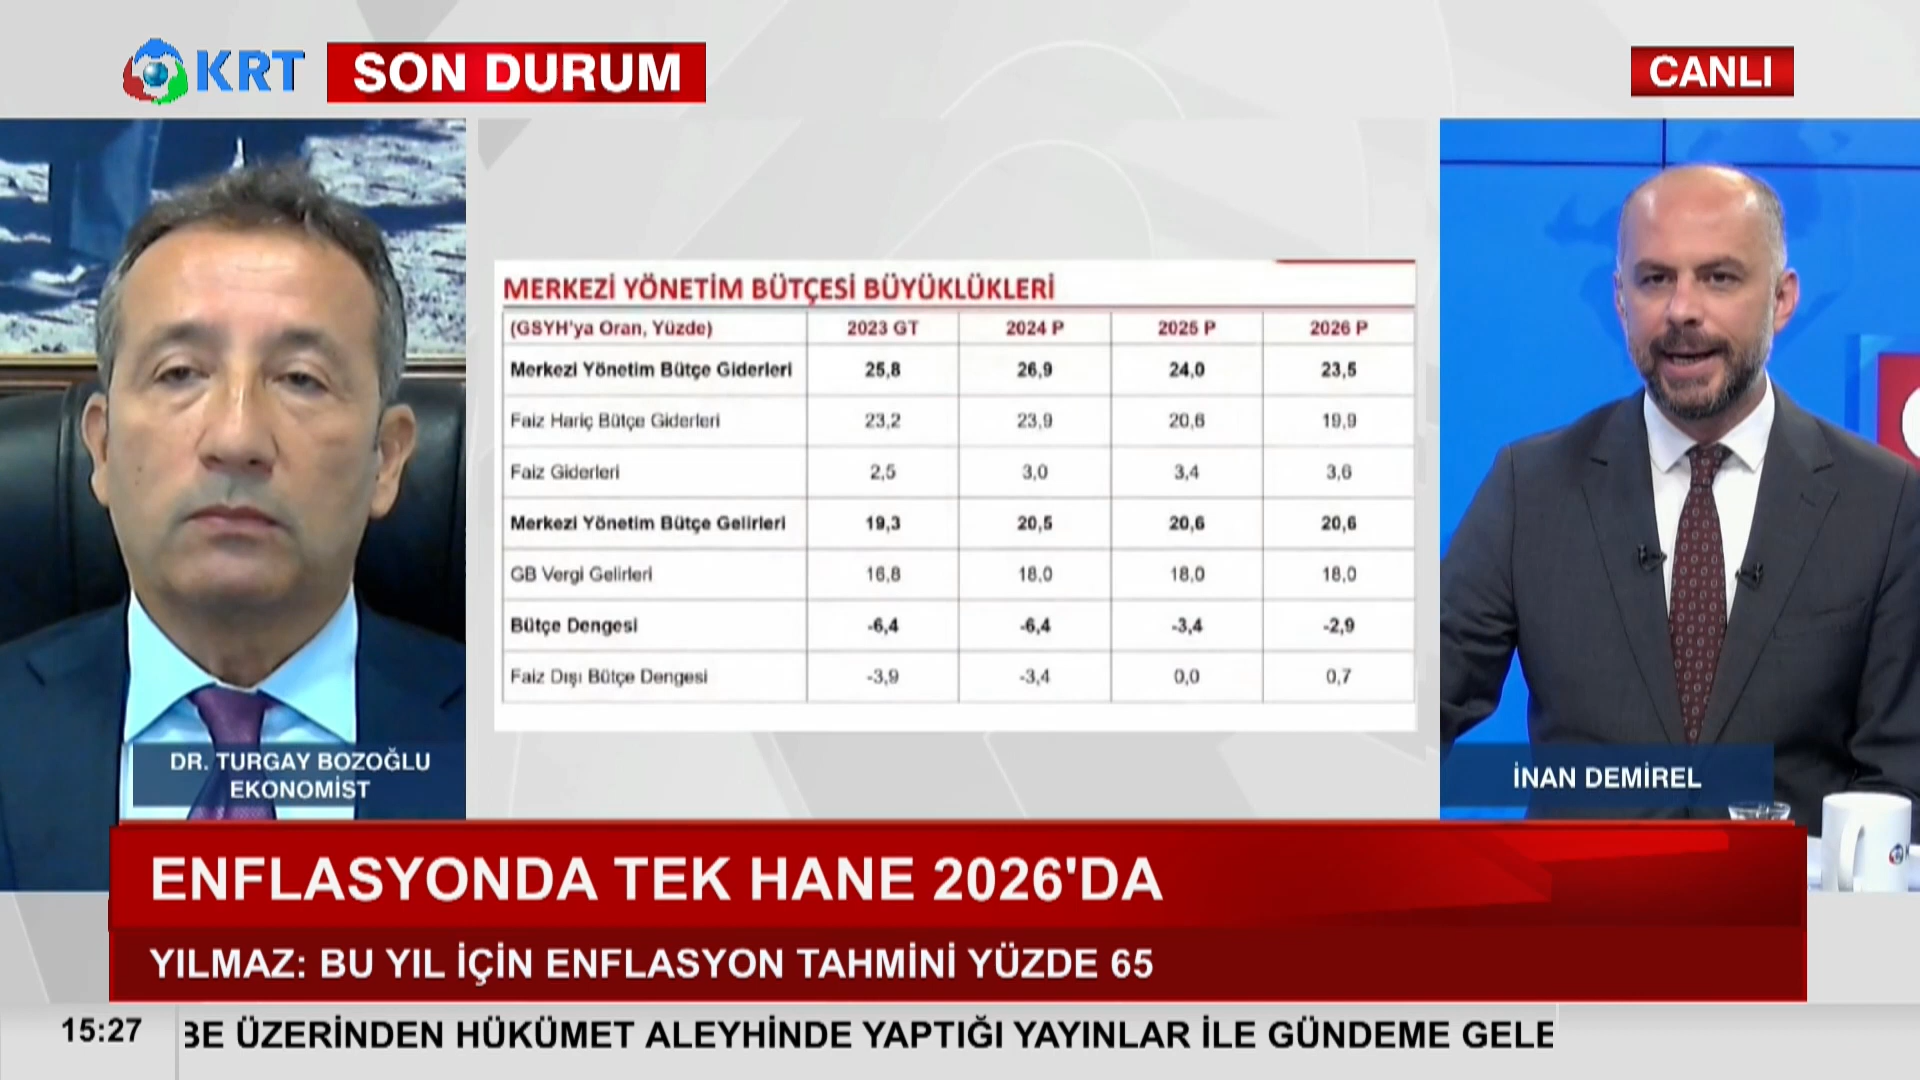 KRT
SON DURUM
CANLI
MERKEZİ YÖNETİM BÜTÇESİ BÜYÜKLÜKLERİ
(GSYH'ya Oran, Yüzde) 2023 GT 2024 P 2025 P 2026 P
Merkezi Yönetim Bütçe Giderleri 25,8 26,9 24,0 23,5
Faiz Hariç Bütçe Giderleri 23,2 23,9 20,6 19,9
Faiz Giderleri 2,5 3,0 3,4 3,6
Merkezi Yönetim Bütçe Gelirleri 19,3 20,5 20,6 20,6
GB Vergi Gelirleri 16,8 18,0 18,0 18,0
Bütçe Dengesi -6,4 -6,4 -3,4 -2,9
Faiz Dışı Bütçe Dengesi -3,9 -3,4 0,0 0,7
DR. TURGAY BOZOĞLU
EKONOMİST
İNAN DEMİREL
ENFLASYONDA TEK HANE 2026'DA
YILMAZ: BU YIL İÇİN ENFLASYON TAHMİNİ YÜZDE 65
15:27
BE ÜZERİNDEN HÜKÜMET ALEYHİNDE YAPTIĞI YAYINLAR İLE GÜNDEME GELE